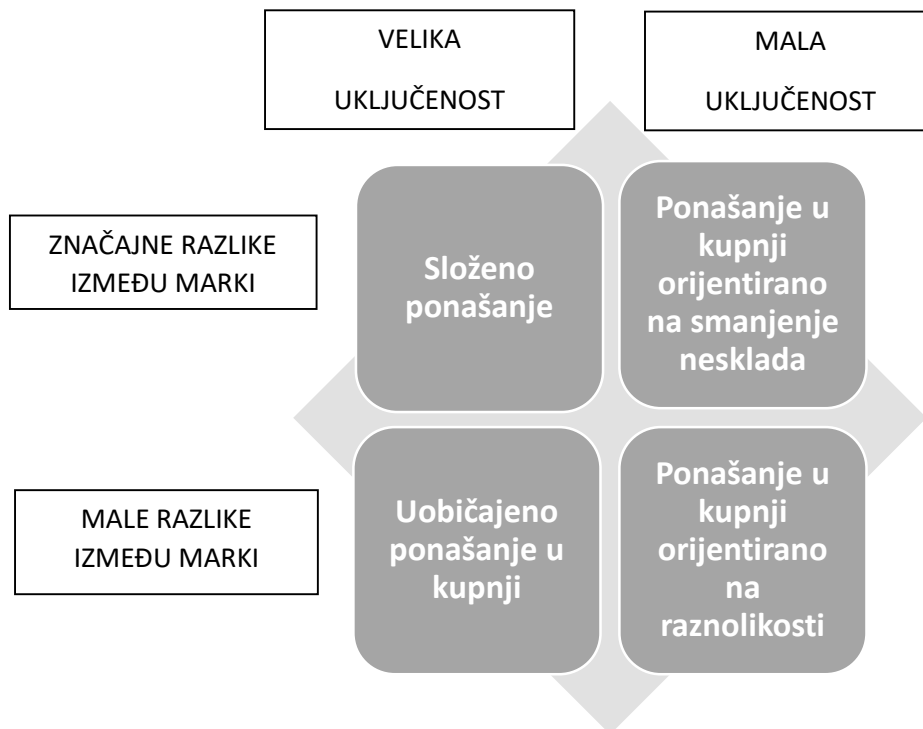 VELIKA
UKLJUČENOST
MALA
UKLJUČENOST
ZNAČAJNE RAZLIKE
IZMEĐU MARKI
Složeno
ponašanje
Ponašanje u
kupnji
orijentirano
na smanjenje
nesklada
MALE RAZLIKE
IZMEĐU MARKI
Uobičajeno
ponašanje u
kupnji
Ponašanje u
kupnji
orijentirano
na
raznolikosti